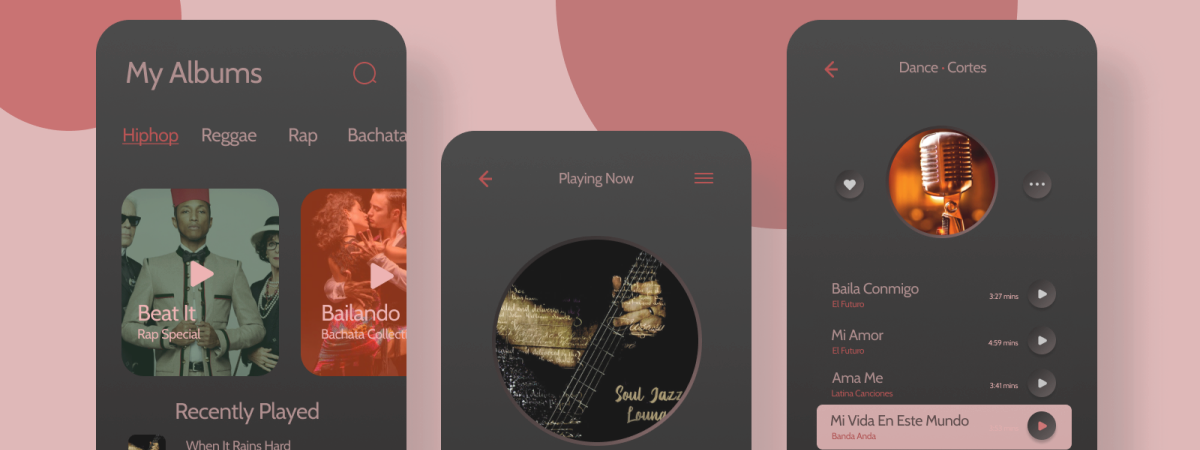 My Albums
Hiphop Reggae Rap Bachata
Beat It
Rap Special
Bailando
Bachata Collecti
Recently Played
When It Rains Hard
Playing Now
Soul Jazz
Loung
Dance · Cortes
Baila Conmigo
El Futuro
3:27 mins
Mi Amor
El Futuro
4:59 mins
Ama Me
Latina Canciones
3:41 mins
Mi Vida En Este Mundo
Banda Anda